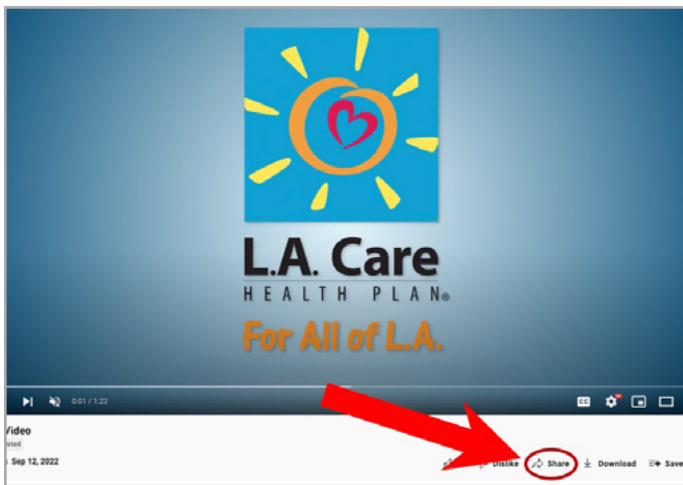 L.A. Care
HEALTH PLAN®
For All of L.A.
0:01 / 1:22
CC
Video
Sep 12, 2022
Dislike
Share
Download
Save